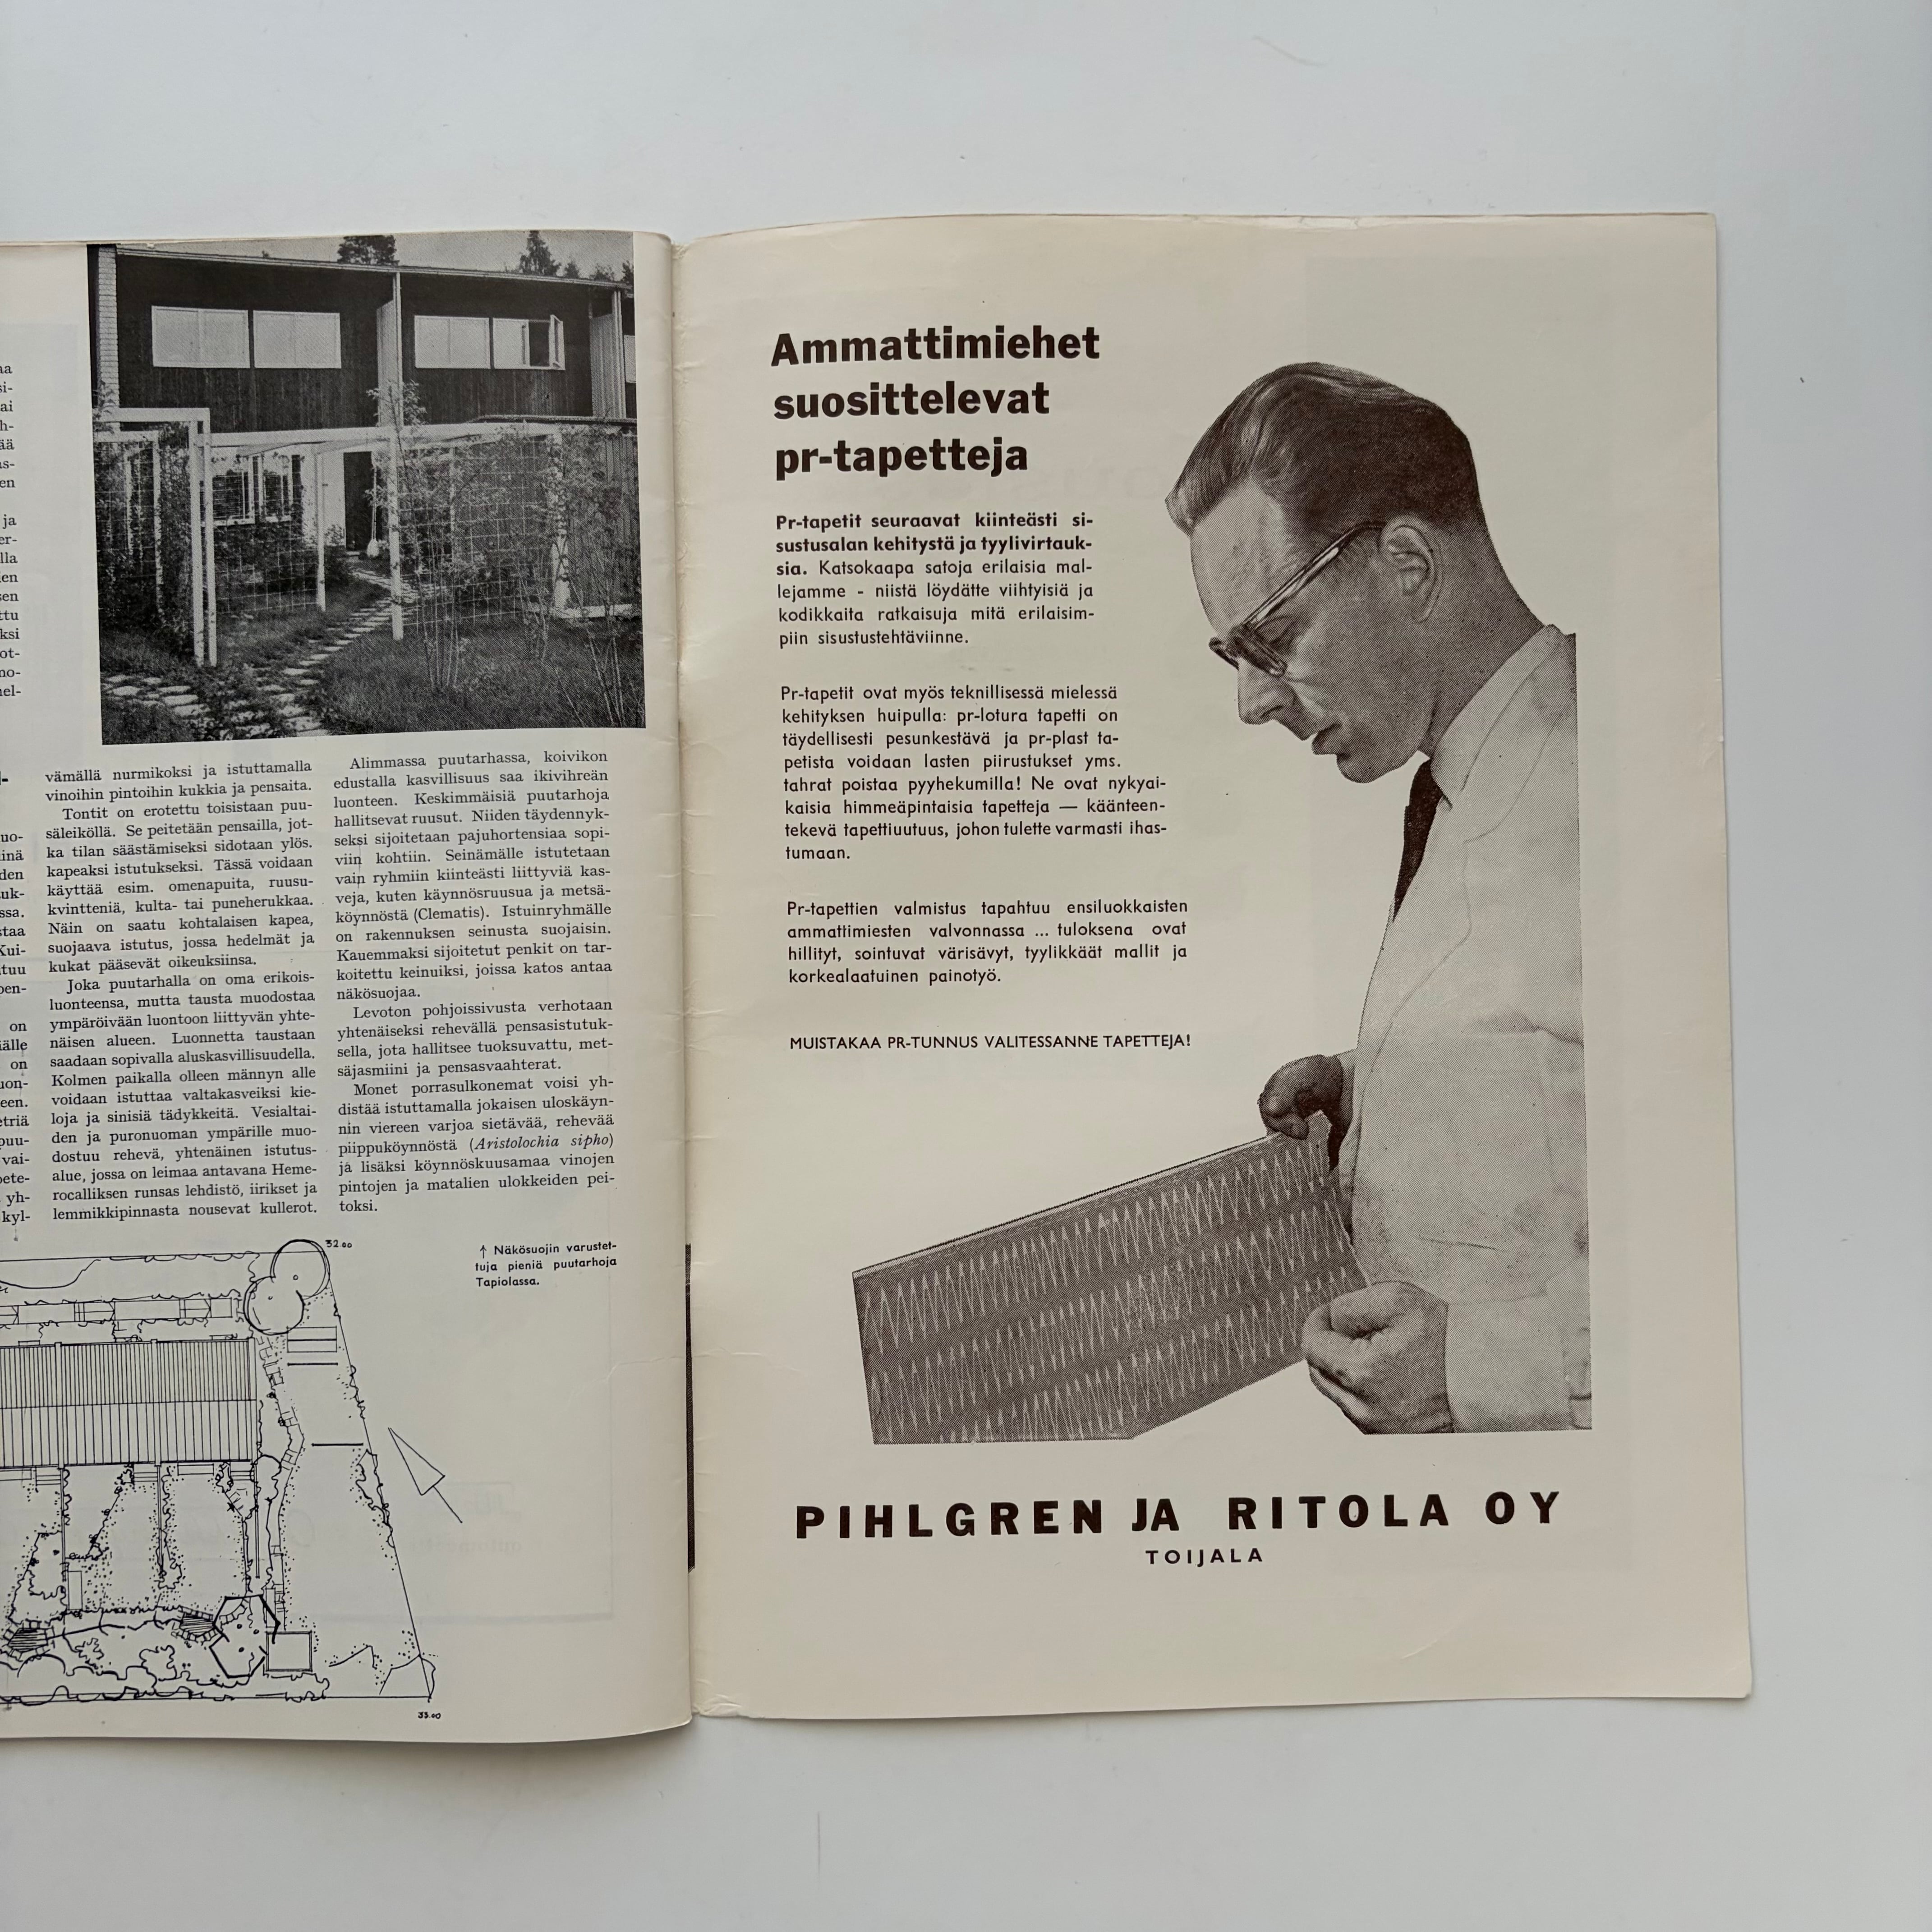 vämällä nurmikoksi ja istuttamalla
vinoihin pintoihin kukkia ja pensaita.
Tontit on erotettu toisistaan puu-
säleiköllä. Se peitetään pensailla, jot-
ka tilan säästämiseksi sidotaan ylös.
kapeaksi istutukseksi. Tässä voidaan
käyttää esim. omenapuita, ruusu-
kvintteniä, kulta- tai puneherukkaa.
Näin on saatu kohtalaisen kapea,
suojaava istutus, jossa hedelmät ja
kukat pääsevät oikeuksiinsa.
Joka puutarhalla on oma erikois-
luonteensa, mutta tausta muodostaa
ympäröivään luontoon liittyvän yhte-
näisen alueen. Luonnetta taustaan
saadaan sopivalla aluskasvillisuudella.
Kolmen paikalla olleen männyn alle
voidaan istuttaa valtakasveiksi kie-
loja ja sinisiä tädykkeitä. Vesialtai-
den ja puronuoman ympärille muo-
dostuu rehevä, yhtenäinen istutus-
alue, jossa on leimaa antavana Heme-
rocalliksen runsas lehdistö, iirikset ja
lemmikkipinnasta nousevat kullerot.
Alimmassa puutarhassa, koivikon
edustalla kasvillisuus saa ikivihreän
luonteen. Keskimmäisiä puutarhoja
hallitsevat ruusut. Niiden täydennyk-
seksi sijoitetaan pajuhortensiaa sopi-
viin kohtiin. Seinämälle istutetaan
vain ryhmiin kiinteästi liittyviä kas-
veja, kuten käynnösruusua ja metsä-
köynnöstä (Clematis). Istuinryhmälle
on rakennuksen seinusta suojaisin.
Kauemmaksi sijoitetut penkit on tar-
koitettu keinuiksi, joissa katos antaa
näkösuojaa.
Levoton pohjoissivusta verhotaan
yhtenäiseksi rehevällä pensasistutuk-
sella, jota hallitsee tuoksuvattu, met-
säjasmiini ja pensasvaahterat.
Monet porrasulkonemat voisi yh-
distää istuttamalla jokaisen uloskäyn-
nin viereen varjoa sietävää, rehevää
piippuköynnöstä (Aristolochia sipho)
ja lisäksi köynnöskuusamaa vinojen
pintojen ja matalien ulokkeiden pei-
toksi.
↑ Näkösuojin varustet-
tuja pieniä puutarhoja
Tapiolassa.
32.00
33.00
Ammattimiehet
suosittelevat
pr-tapetteja
Pr-tapetit seuraavat kiinteästi si-
sustusalan kehitystä ja tyylivirtauk-
sia. Katsokaapa satoja erilaisia mal-
lejamme - niistä löydätte viihtyisiä ja
kodikkaita ratkaisuja mitä erilaisim-
piin sisustustehtäviinne.
Pr-tapetit ovat myös teknillisessä mielessä
kehityksen huipulla: pr-lotura tapetti on
täydellisesti pesunkestävä ja pr-plast ta-
petista voidaan lasten piirustukset yms.
tahrat poistaa pyyhekumilla! Ne ovat nykyai-
kaisia himmeäpintaisia tapetteja — käänteen-
tekevä tapettiuutuus, johon tulette varmasti ihas-
tumaan.
Pr-tapettien valmistus tapahtuu ensiluokkaisten
ammattimiesten valvonnassa ... tuloksena ovat
hillityt, sointuvat värisävyt, tyylikkäät mallit ja
korkealaatuinen painotyö.
MUISTAKAA PR-TUNNUS VALITESSANNE TAPETTEJA!
PIHLGREN JA RITOLA OY
TOIJALA